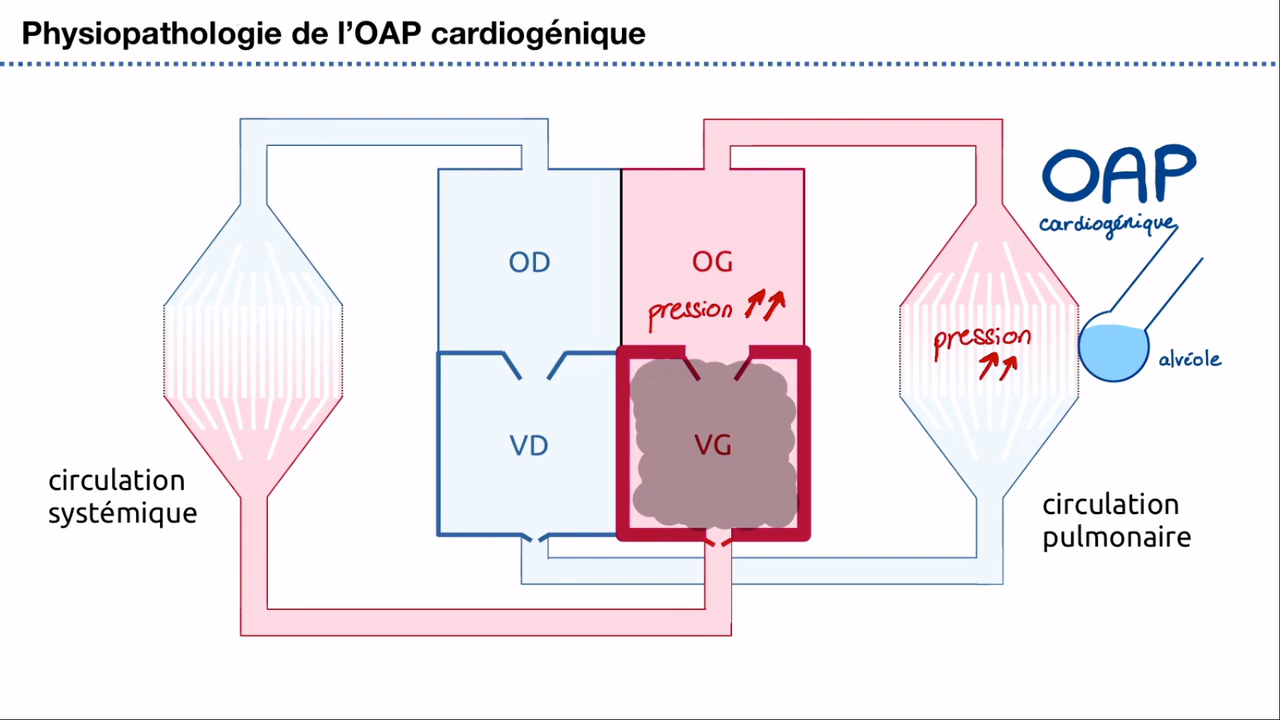 Physiopathologie de l'OAP cardiogénique
OAP
cardiogénique
OD
OG
pression ↗↗
pression
↗↗
alvéole
VD
VG
circulation
systémique
circulation
pulmonaire